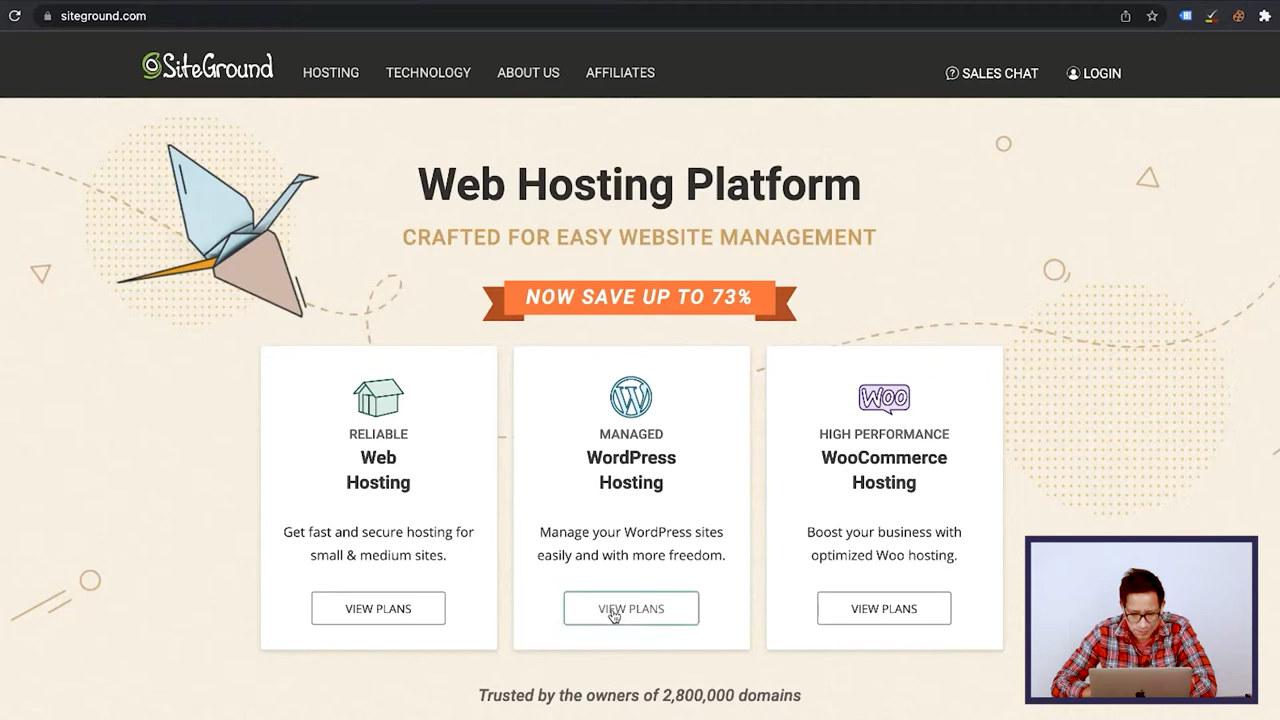 siteground.com
SiteGround
HOSTING
TECHNOLOGY
ABOUT US
AFFILIATES
SALES CHAT
LOGIN
Web Hosting Platform
CRAFTED FOR EASY WEBSITE MANAGEMENT
NOW SAVE UP TO 73%
RELIABLE
Web
Hosting
Get fast and secure hosting for
small & medium sites.
VIEW PLANS
MANAGED
WordPress
Hosting
Manage your WordPress sites
easily and with more freedom.
VIEW PLANS
WOO
HIGH PERFORMANCE
WooCommerce
Hosting
Boost your business with
optimized Woo hosting.
VIEW PLANS
Trusted by the owners of 2,800,000 domains